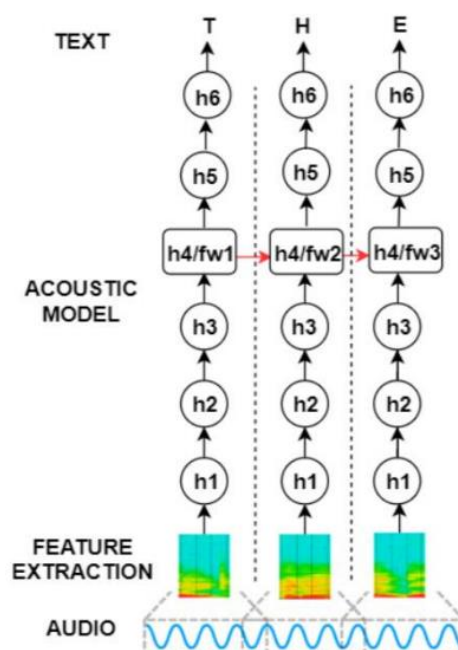 TEXT T H E
h6 h6 h6
h5 h5 h5
h4/fw1 h4/fw2 h4/fw3
ACOUSTIC
MODEL
h3 h3 h3
h2 h2 h2
h1 h1 h1
FEATURE
EXTRACTION
AUDIO